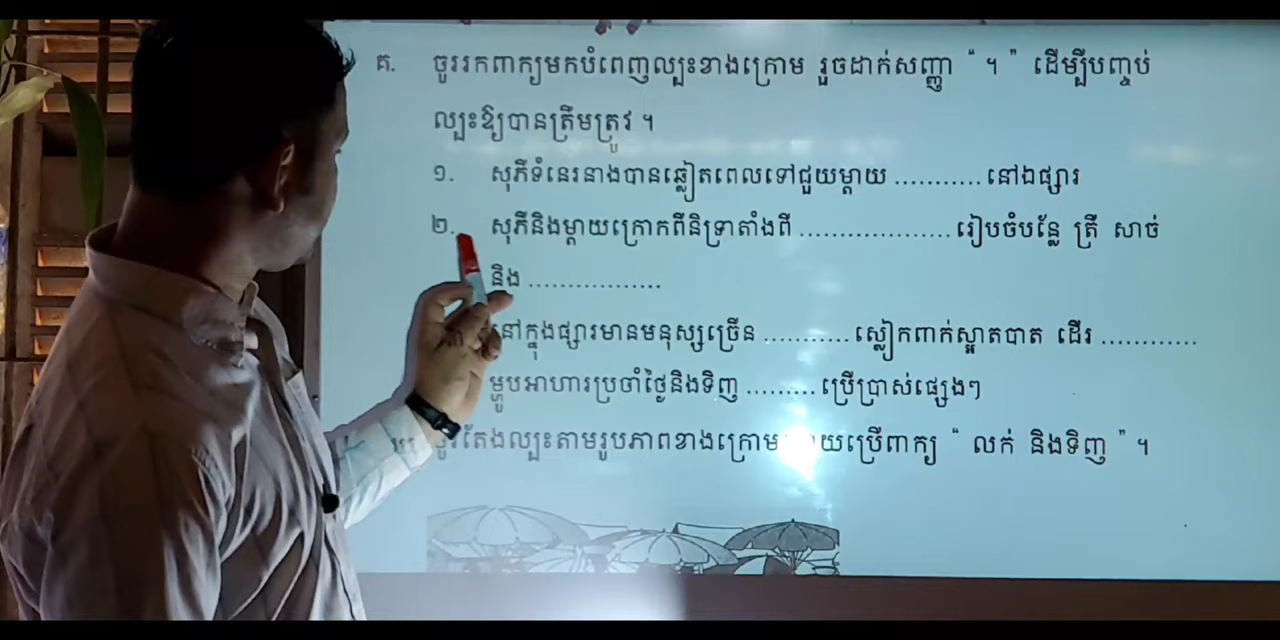 គ. ចូររកពាក្យមកបំពេញល្បះខាងក្រោម រួចដាក់សញ្ញា “ ។ ” ដើម្បីបញ្ចប់
ល្បះឱ្យបានត្រឹមត្រូវ ។
១. សុភីទំនេរនាងបានឆ្លៀតពេលទៅជួយម្ដាយ ........... នៅឯផ្សារ
២. សុភីនិងម្ដាយក្រោកពីនិទ្រាតាំងពី ................... រៀបចំបន្លែ ត្រី សាច់
និង .................
នៅក្នុងផ្សារមានមនុស្សច្រើន ........... ស្លៀកពាក់ស្អាតបាត ដើរ ............
ម្ហូបអាហារប្រចាំថ្ងៃនិងទិញ ......... ប្រើប្រាស់ផ្សេងៗ
ចូរតែងល្បះតាមរូបភាពខាងក្រោម ប្រើពាក្យ “ លក់ និងទិញ ” ។